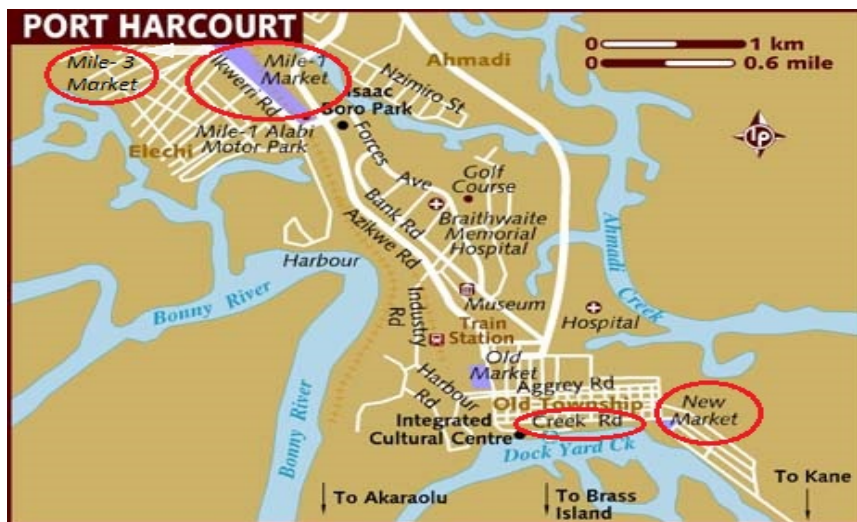 PORT HARCOURT
Mile- 3
Market
Mile-1
Market
Ikwerri Rd
Isaac
Boro Park
Mile-1 Alabi
Motor Park
Elechi
Nzimiro St
Ahmadi
0 1 km
0 0.6 mile
lp
Forces Ave
Golf
Course
Bank Rd
Braithwaite
Memorial
Hospital
Azikwe Rd
Ahmadi Creek
Harbour
Bonny River
Industry Rd
Museum
Train
Station
Hospital
Old
Market
Aggrey Rd
Harbour Rd
Old Township
New
Market
Bonny River
Integrated
Cultural Centre
Creek Rd
Dock Yard Ck
To Akaraolu
To Brass
Island
To Kane